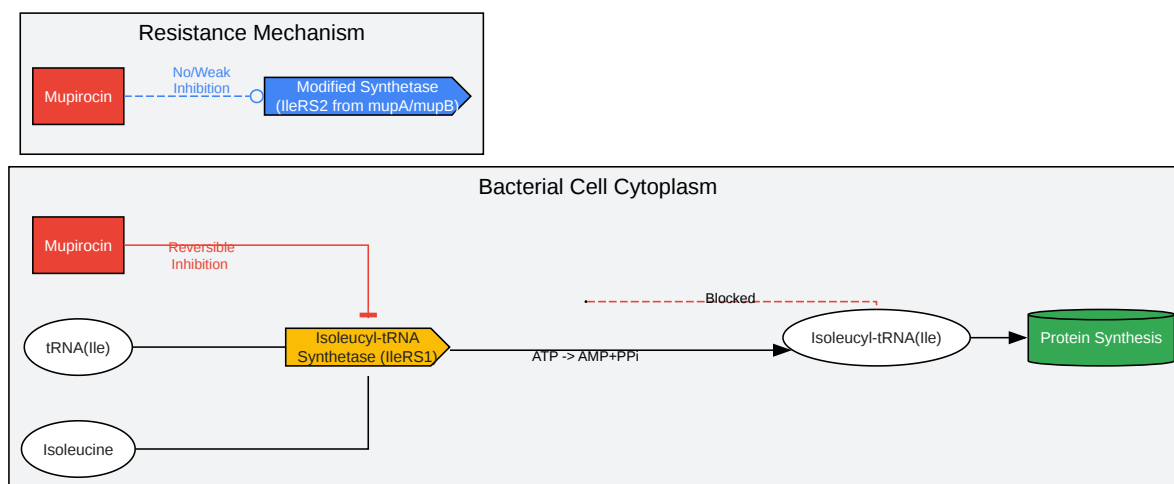 Resistance Mechanism
Mupirocin
No/Weak
Inhibition
Modified Synthetase
(IleRS2 from mupA/mupB)
Bacterial Cell Cytoplasm
Mupirocin
Reversible
Inhibition
Blocked
tRNA(Ile)
Isoleucyl-tRNA
Synthetase (IleRS1)
ATP -> AMP+PPi
Isoleucyl-tRNA(Ile)
Protein Synthesis
Isoleucine